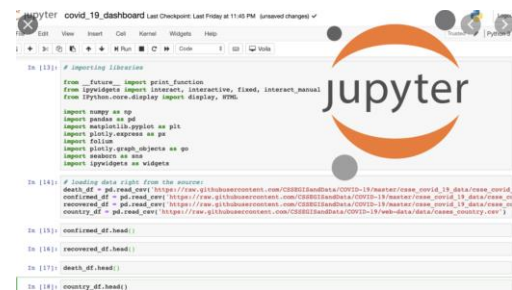 jupyter covid_19_dashboard Last Checkpoint: Last Friday at 11:45 PM (unsaved changes)
File Edit View Insert Cell Kernel Widgets Help Trusted Python 3
Run Code Voila
In [13]: # importing libraries
from __future__ import print_function
from ipywidgets import interact, interactive, fixed, interact_manual
from IPython.core.display import display, HTML
import numpy as np
import pandas as pd
import matplotlib.pyplot as plt
import plotly.express as px
import folium
import plotly.graph_objects as go
import seaborn as sns
import ipywidgets as widgets
jupyter
In [14]: # loading data right from the source:
death_df = pd.read_csv('https://raw.githubusercontent.com/CSSEGISandData/COVID-19/master/csse_covid_19_data/csse_covid_
confirmed_df = pd.read_csv('https://raw.githubusercontent.com/CSSEGISandData/COVID-19/master/csse_covid_19_data/csse_co
recovered_df = pd.read_csv('https://raw.githubusercontent.com/CSSEGISandData/COVID-19/master/csse_covid_19_data/csse_co
country_df = pd.read_csv('https://raw.githubusercontent.com/CSSEGISandData/COVID-19/web-data/data/cases_country.csv')
In [15]: confirmed_df.head()
In [16]: recovered_df.head()
In [17]: death_df.head()
In [18]: country_df.head()